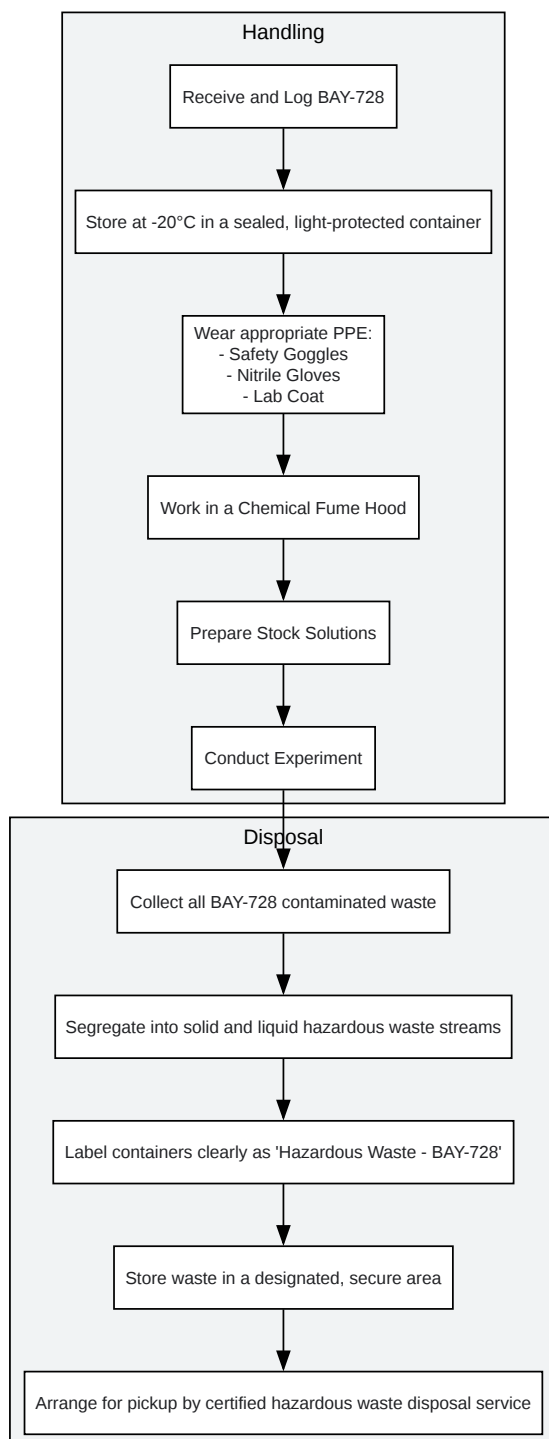 Handling
Receive and Log BAY-728
Store at -20°C in a sealed, light-protected container
Wear appropriate PPE:
- Safety Goggles
- Nitrile Gloves
- Lab Coat
Work in a Chemical Fume Hood
Prepare Stock Solutions
Conduct Experiment
Disposal
Collect all BAY-728 contaminated waste
Segregate into solid and liquid hazardous waste streams
Label containers clearly as 'Hazardous Waste - BAY-728'
Store waste in a designated, secure area
Arrange for pickup by certified hazardous waste disposal service